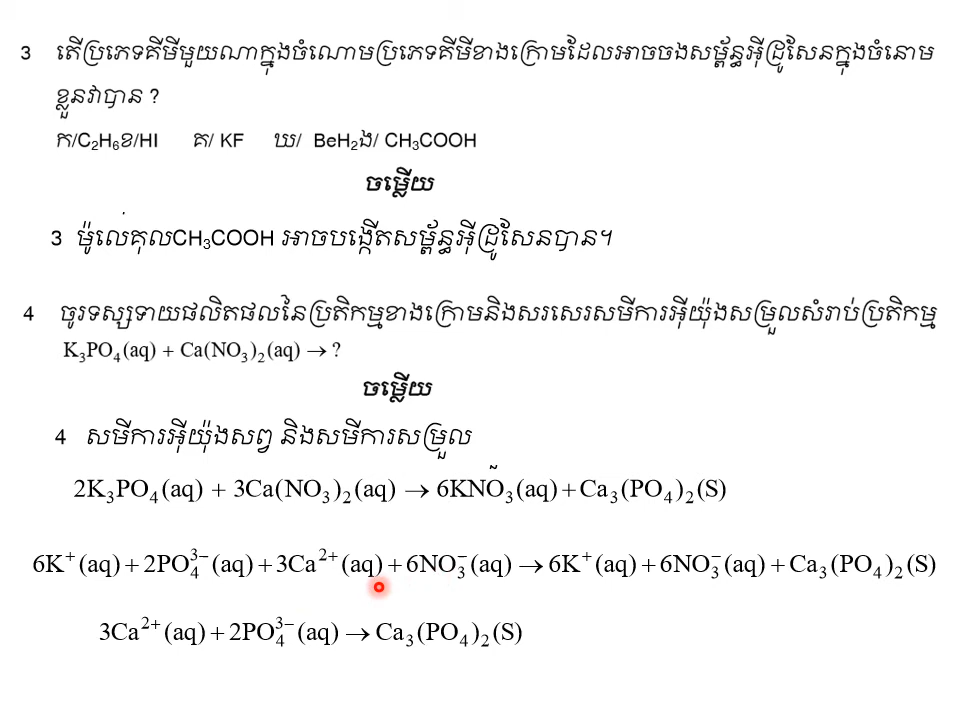 3 តើប្រភេទគីមីមួយណាក្នុងចំណោមប្រភេទគីមីខាងក្រោមដែលអាចចងសម្ព័ន្ធអ៊ីដ្រូសែនក្នុងចំនោម
ខ្លួនវាបាន ?
ក/C₂H₆ខ/HI គ/ KF ឃ/ BeH₂ង/ CH₃COOH
ចម្លើយ
3 ម៉ូលេគុលCH₃COOH អាចបង្កើតសម្ព័ន្ធអ៊ីដ្រូសែនបាន។
4 ចូរទស្សទាយផលិតផលនៃប្រតិកម្មខាងក្រោមនិងសរសេរសមីការអ៊ីយ៉ុងសម្រួលសំរាប់ប្រតិកម្ម
K₃PO₄(aq) + Ca(NO₃)₂(aq) → ?
ចម្លើយ
4 សមីការអ៊ីយ៉ុងសព្វ និងសមីការសម្រួល
2K₃PO₄(aq) + 3Ca(NO₃)₂(aq) → 6KNO₃(aq)+Ca₃(PO₄)₂(S)
6K⁺(aq)+2PO₄³⁻(aq)+3Ca²⁺(aq)+6NO₃⁻(aq)→6K⁺(aq)+6NO₃⁻(aq)+Ca₃(PO₄)₂(S)
3Ca²⁺(aq)+2PO₄³⁻(aq)→Ca₃(PO₄)₂(S)